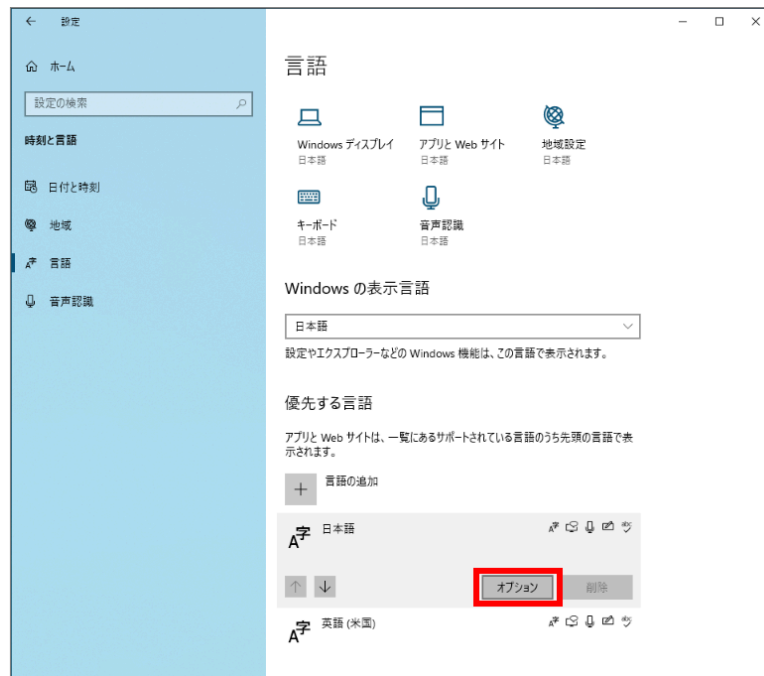 設定
ホーム
設定の検索
時刻と言語
日付と時刻
地域
言語
音声認識
言語
Windows ディスプレイ
日本語
アプリと Web サイト
日本語
地域設定
日本語
キーボード
日本語
音声認識
日本語
Windows の表示言語
日本語
設定やエクスプローラーなどの Windows 機能は、この言語で表示されます。
優先する言語
アプリと Web サイトは、一覧にあるサポートされている言語のうち先頭の言語で表
示されます。
言語の追加
日本語
オプション
削除
英語 (米国)